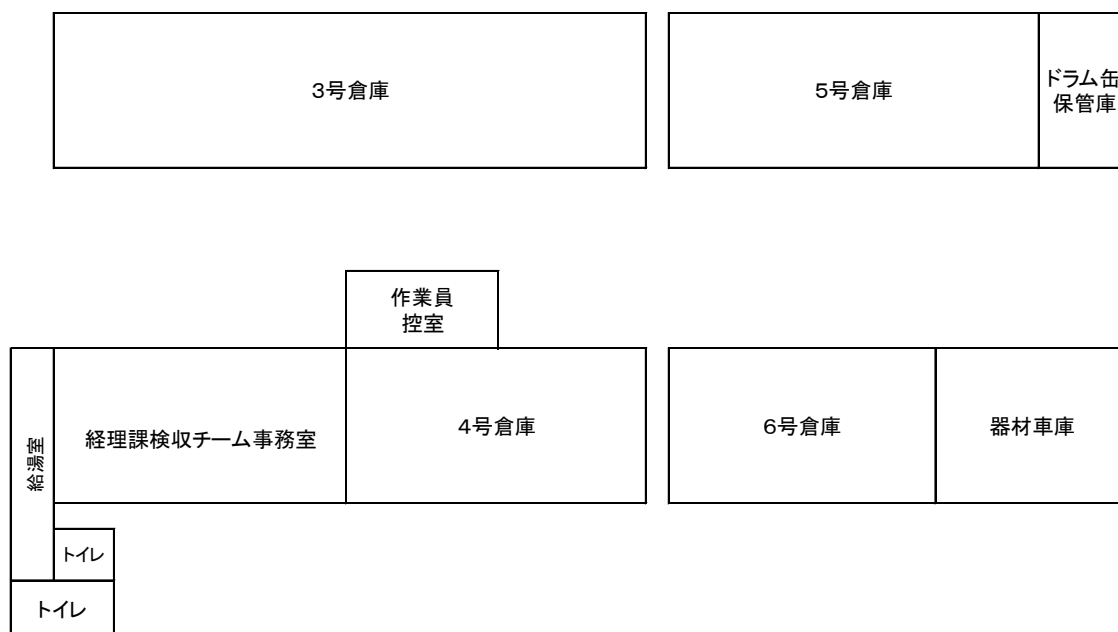 3号倉庫
5号倉庫
ドラム缶
保管庫
作業員
控室
給湯室
経理課検収チーム事務室
4号倉庫
6号倉庫
器材車庫
トイレ
トイレ